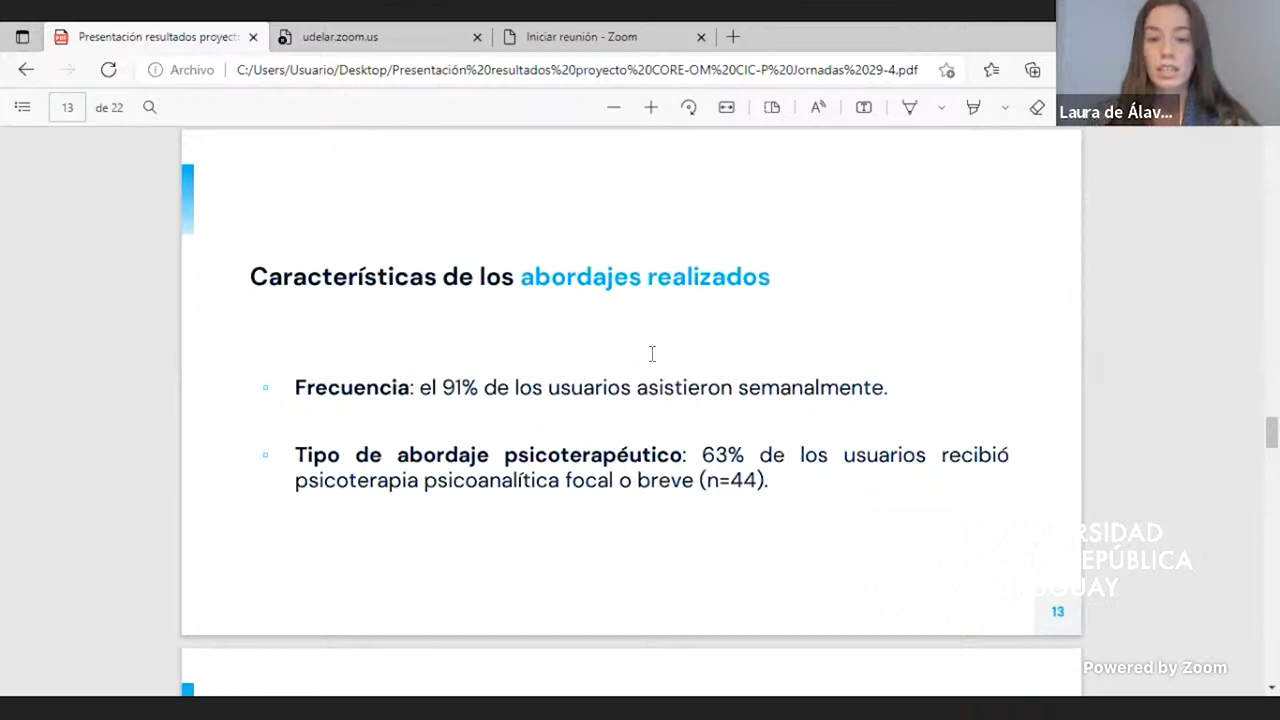 Presentación resultados proyect
udelar.zoom.us
Iniciar reunión - Zoom
Archivo
C:/Users/Usuario/Desktop/Presentación%20resultados%20proyecto%20CORE-OM%20CIC-P%20Jornadas%2029-4.pdf
13 de 22
Laura de Álav...
Características de los abordajes realizados
Frecuencia: el 91% de los usuarios asistieron semanalmente.
Tipo de abordaje psicoterapéutico: 63% de los usuarios recibió
psicoterapia psicoanalítica focal o breve (n=44).
RSIDAD
EPÚBLICA
GUAY
13
Powered by Zoom